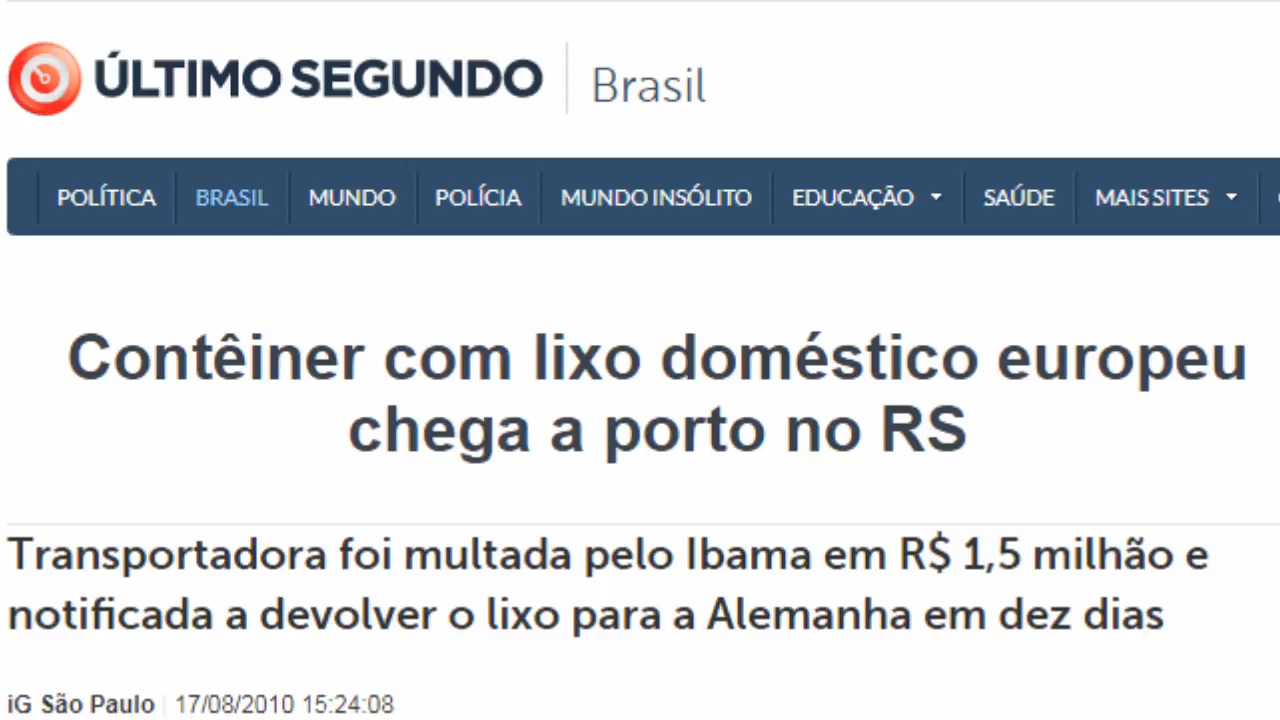 ÚLTIMO SEGUNDO Brasil
POLÍTICA BRASIL MUNDO POLÍCIA MUNDO INSÓLITO EDUCAÇÃO SAÚDE MAIS SITES
Contêiner com lixo doméstico europeu
chega a porto no RS
Transportadora foi multada pelo Ibama em R$ 1,5 milhão e
notificada a devolver o lixo para a Alemanha em dez dias
iG São Paulo | 17/08/2010 15:24:08